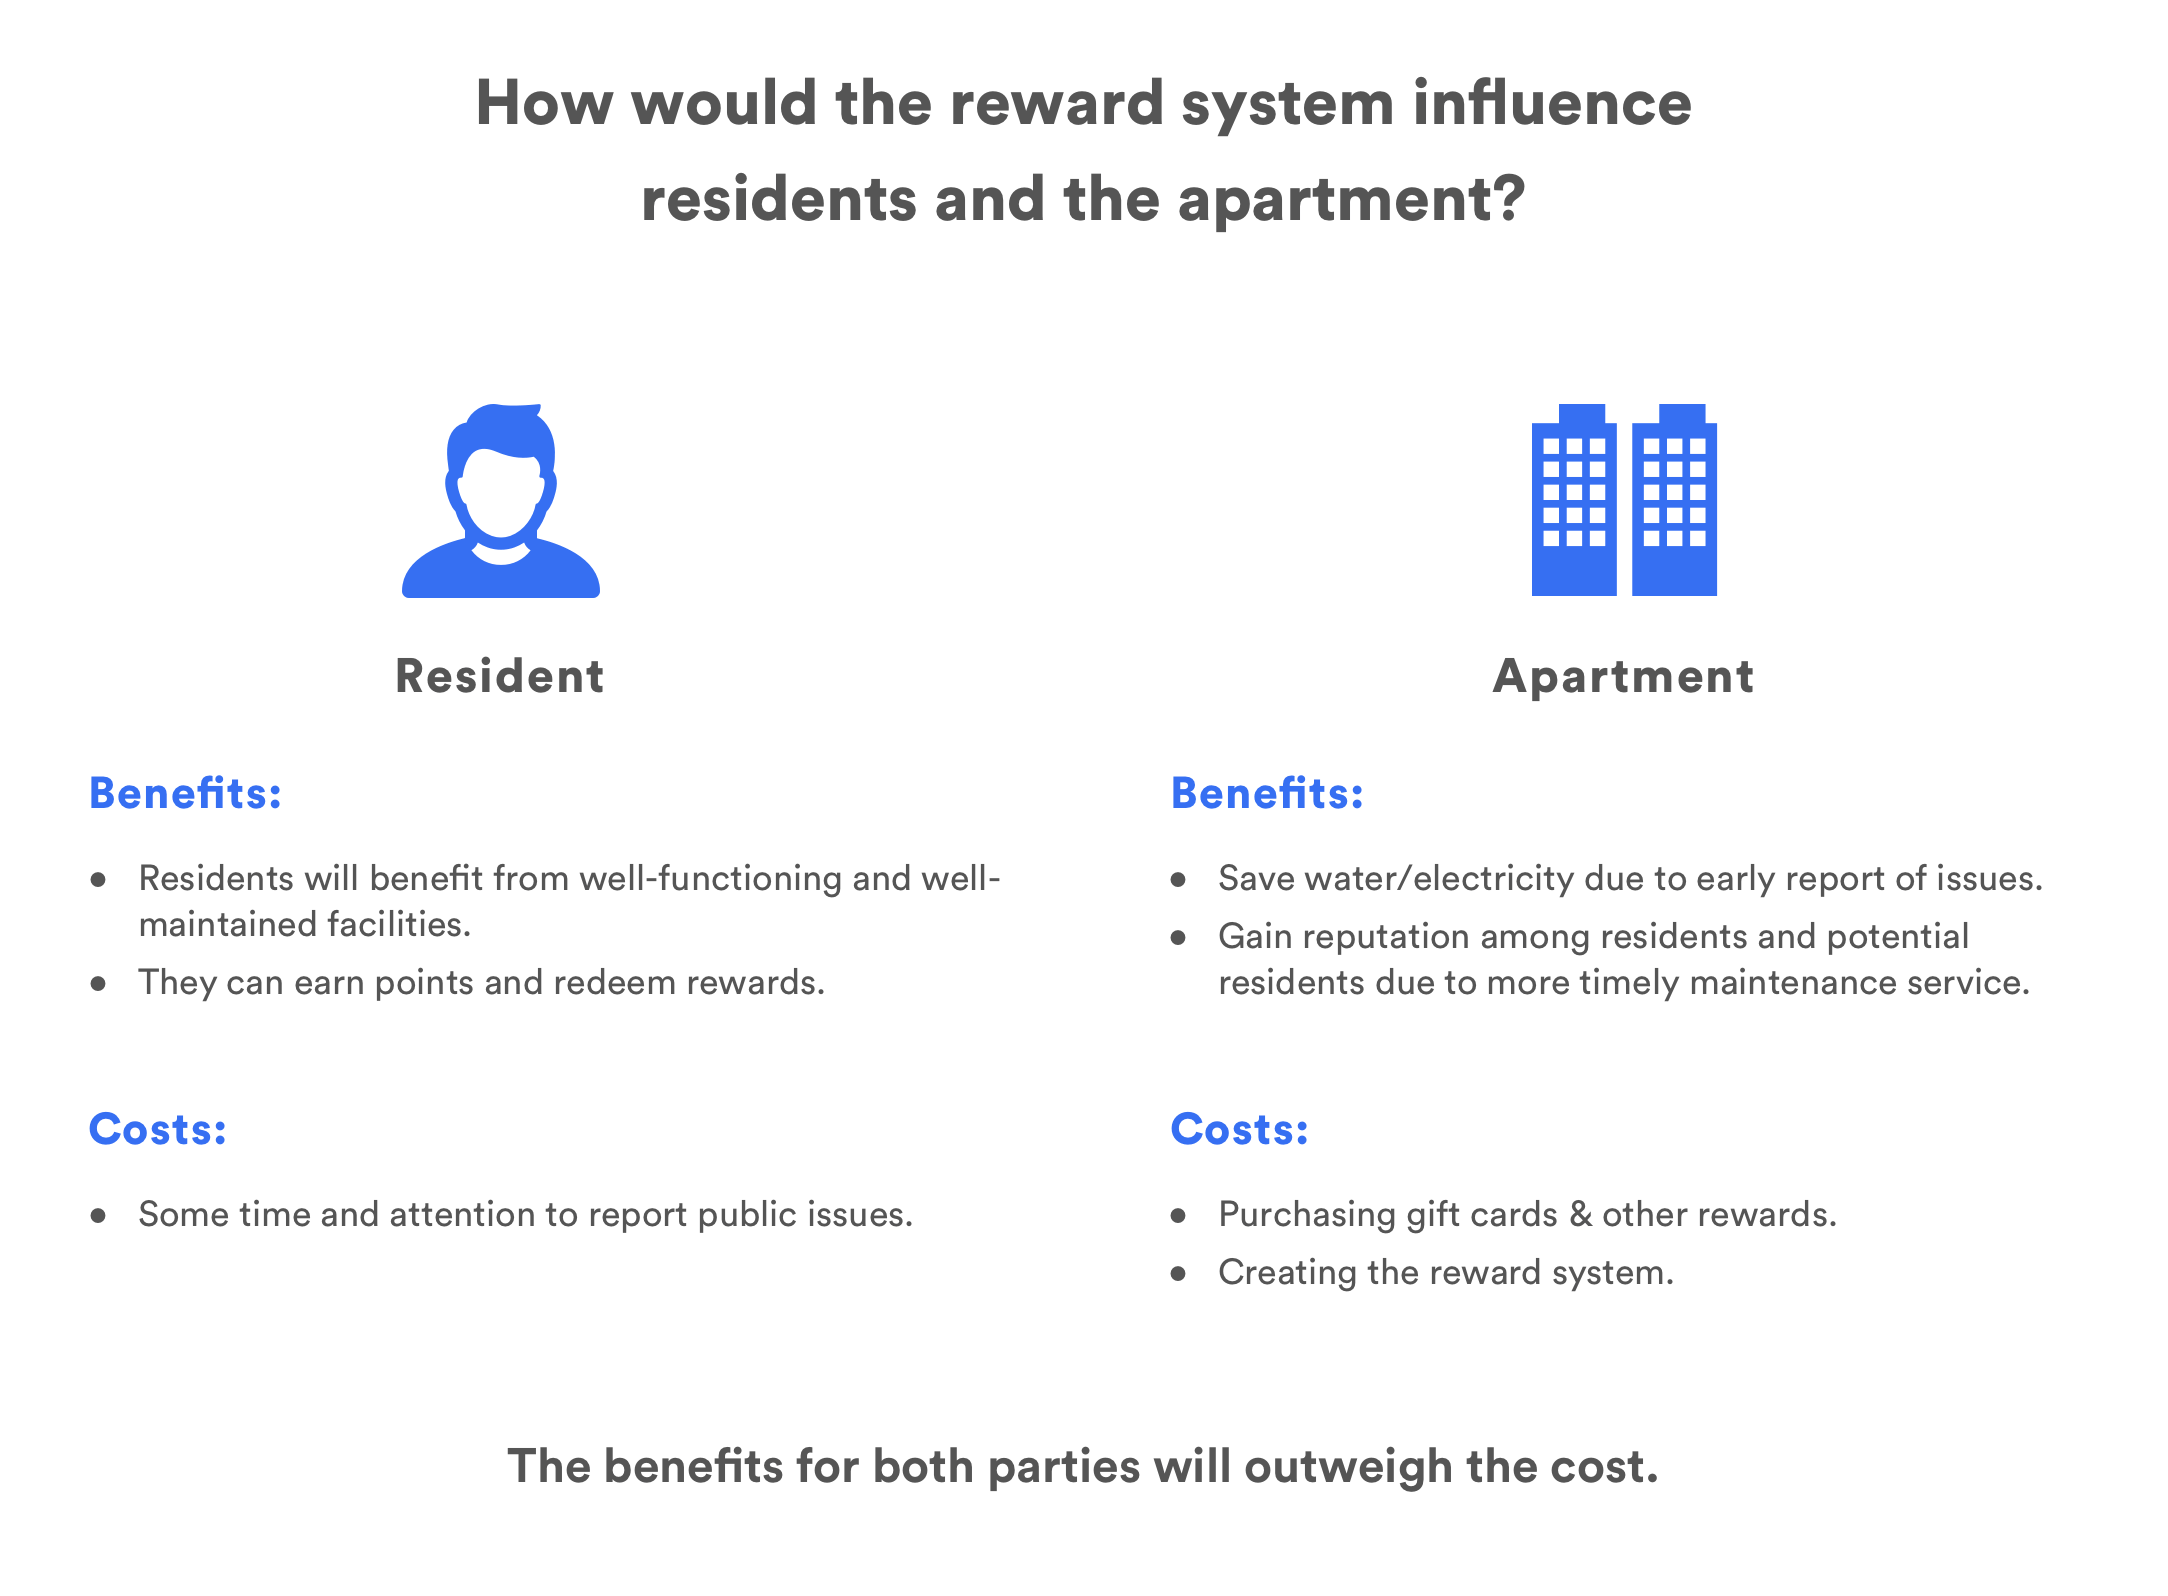 How would the reward system influence
residents and the apartment?
Resident
Benefits:
● Residents will benefit from well-functioning and well-
maintained facilities.
● They can earn points and redeem rewards.
Costs:
● Some time and attention to report public issues.
Apartment
Benefits:
● Save water/electricity due to early report of issues.
● Gain reputation among residents and potential
residents due to more timely maintenance service.
Costs:
● Purchasing gift cards & other rewards.
● Creating the reward system.
The benefits for both parties will outweigh the cost.